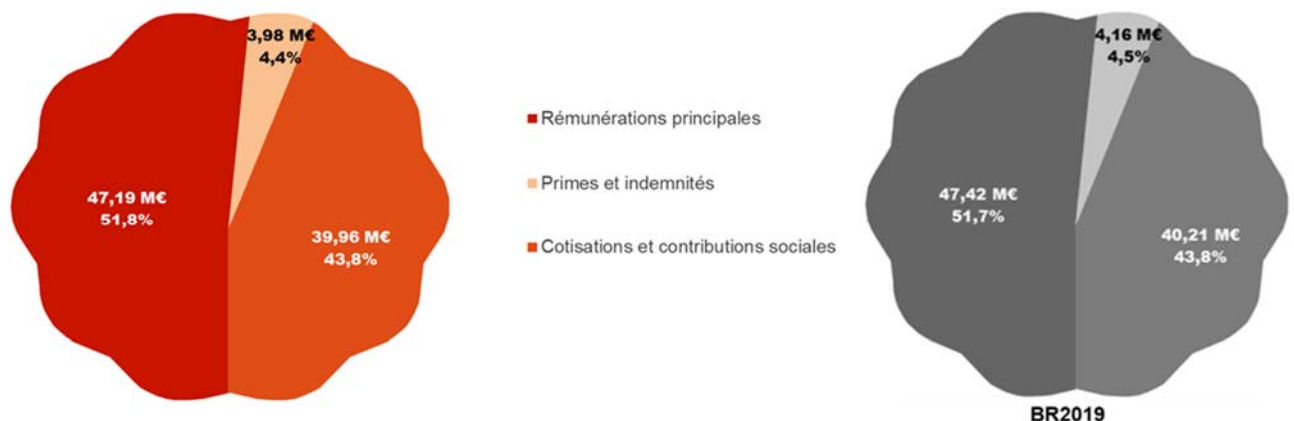 3,98 M€
4,4%
47,19 M€
51,8%
39,96 M€
43,8%
Rémunérations principales
Primes et indemnités
Cotisations et contributions sociales
4,16 M€
4,5%
47,42 M€
51,7%
40,21 M€
43,8%
BR2019